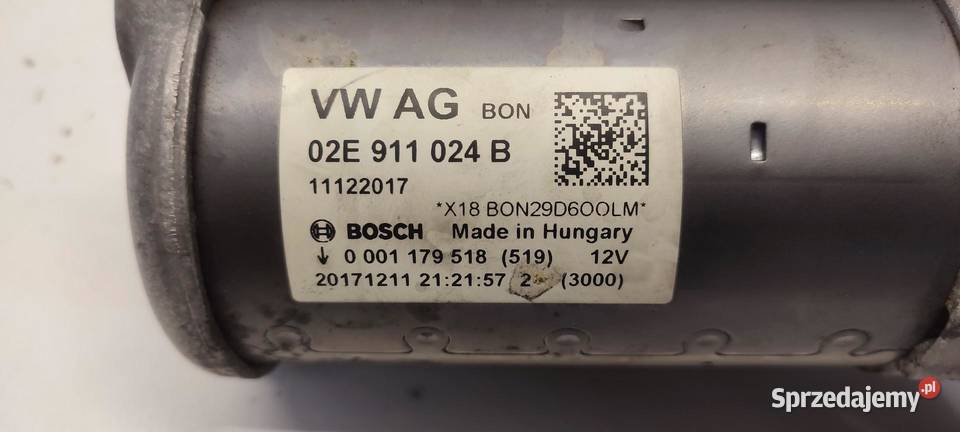 VW AG BON
02E 911 024 B
11122017
*X18 BON29D6OOLM*
BOSCH Made in Hungary
↓ 0 001 179 518 (519) 12V
20171211 21:21:57 2 (3000)
Sprzedajemy.pl